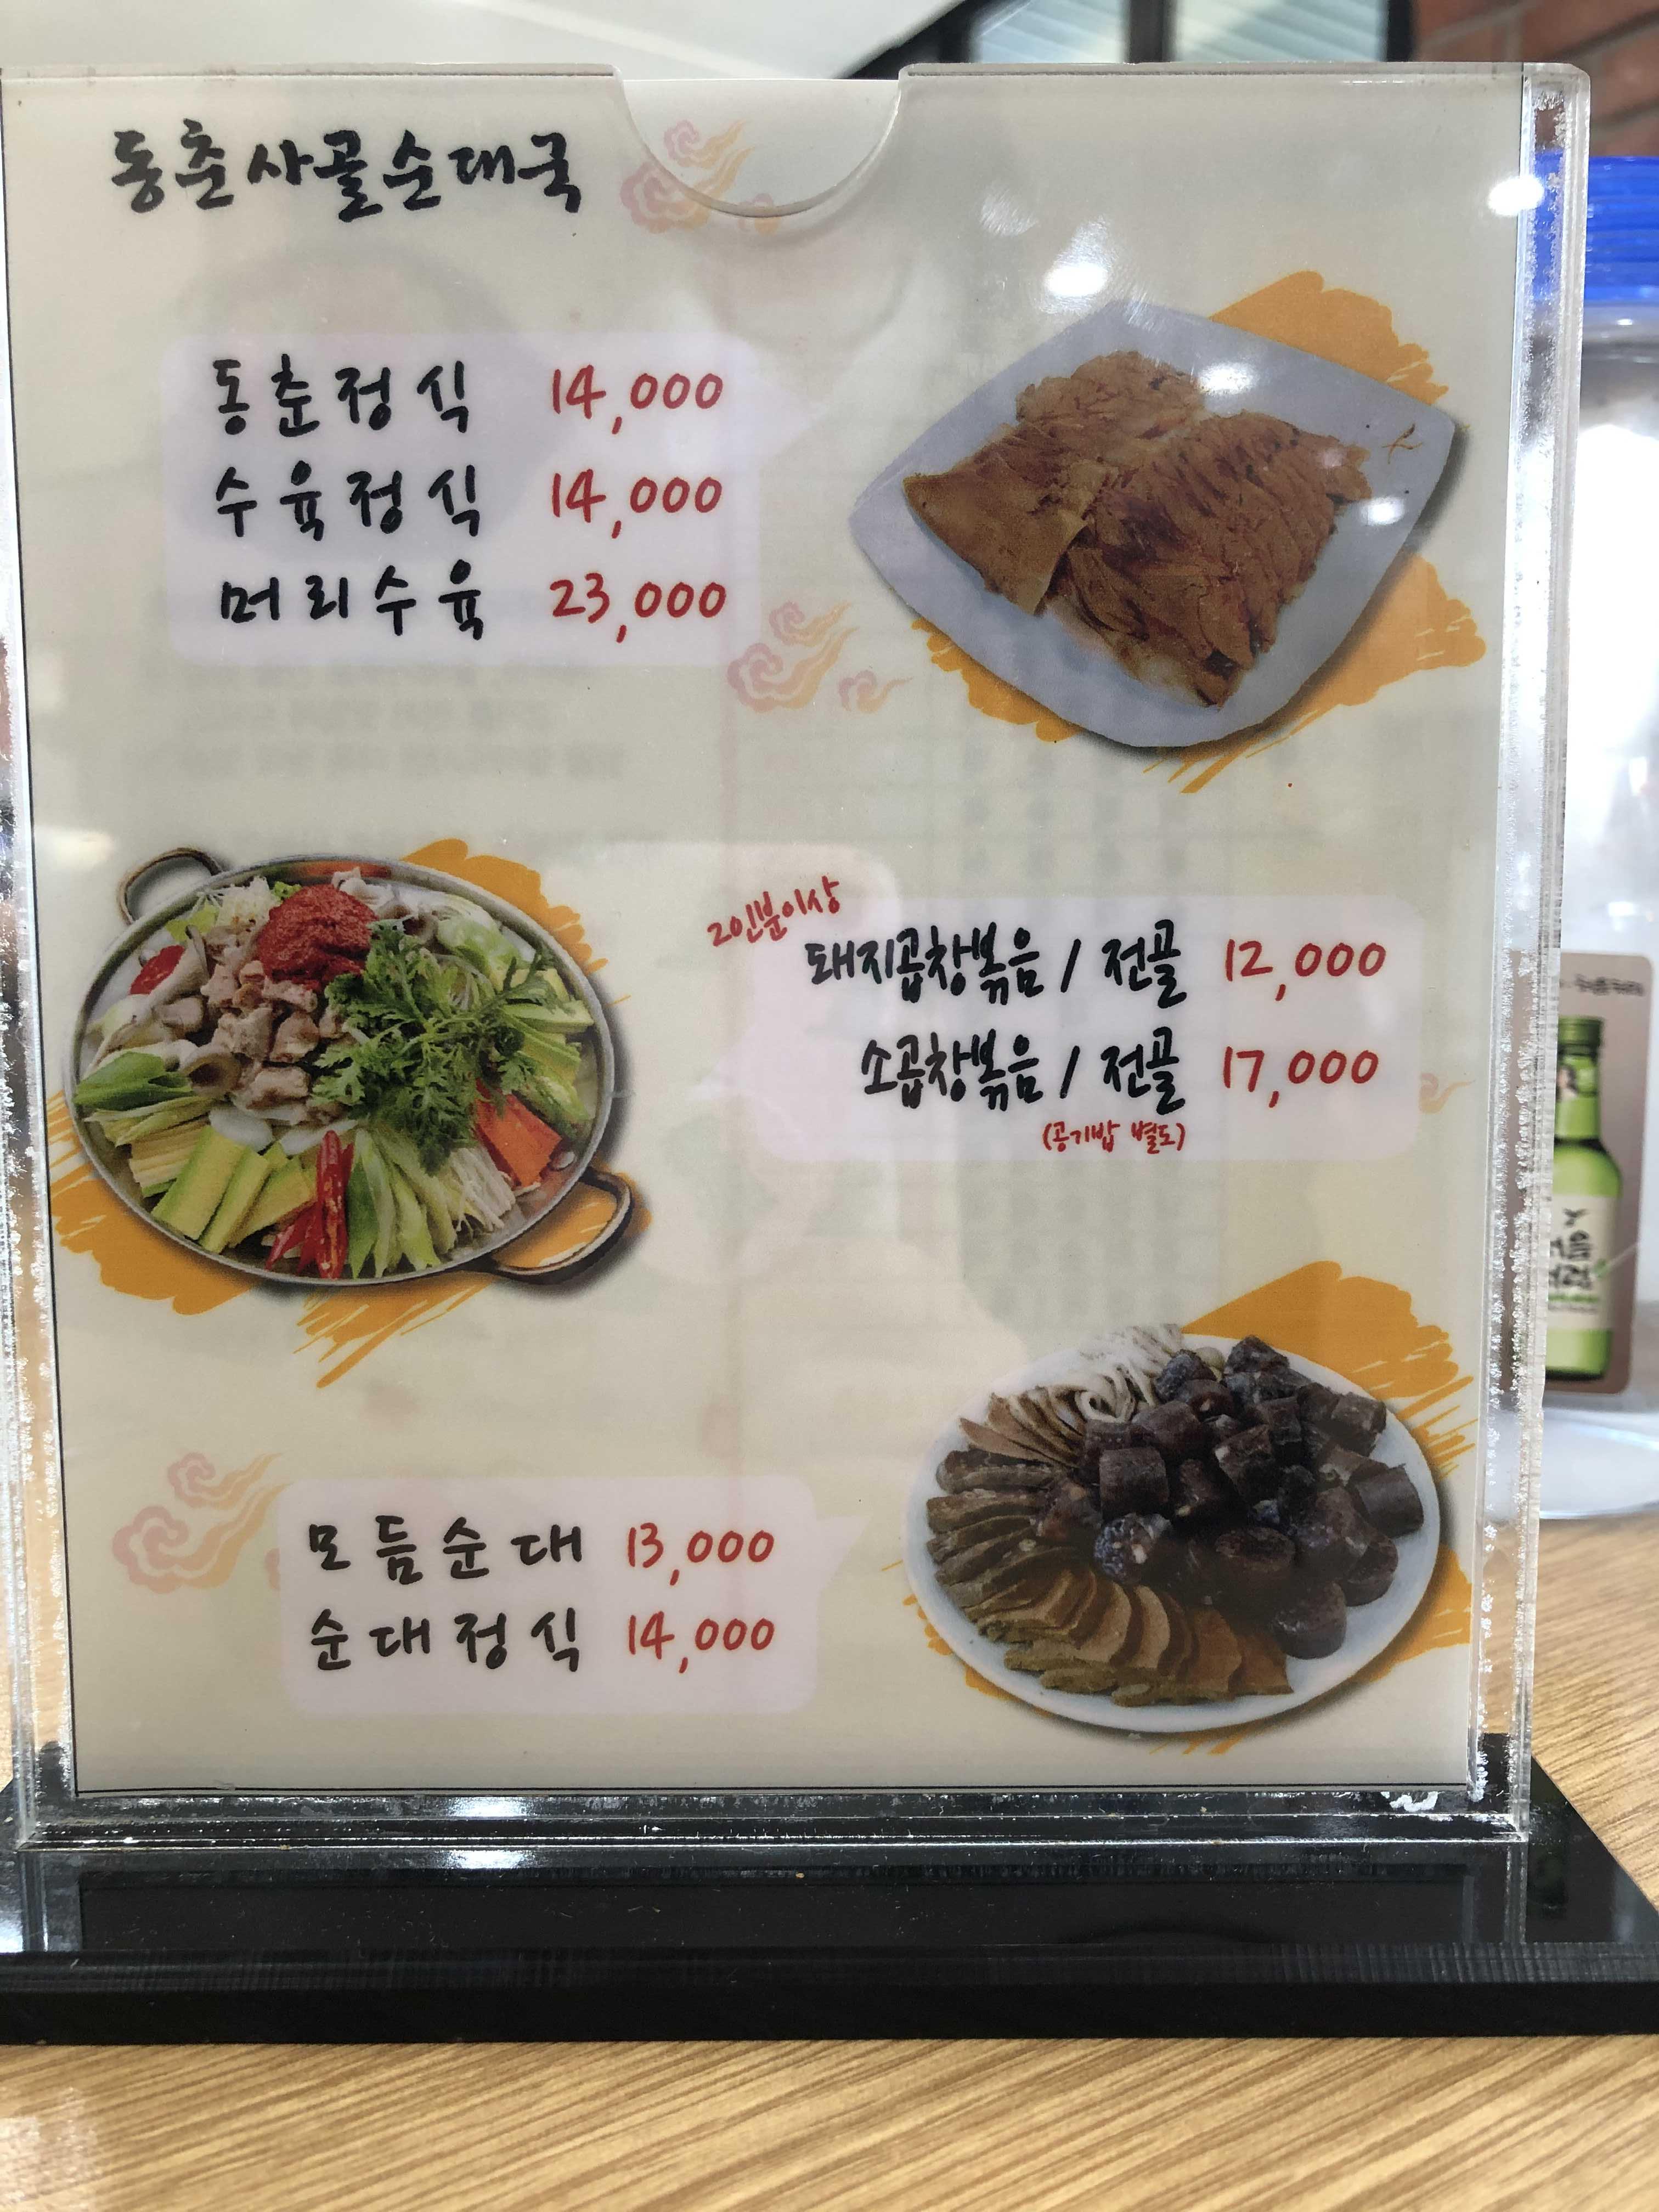 동춘사골순대국
동춘정식 14,000
수육정식 14,000
머리수육 23,000
2인분이상
돼지곱창볶음 / 전골 12,000
소곱창볶음 / 전골 17,000
(공기밥 별도)
모듬순대 13,000
순대정식 14,000